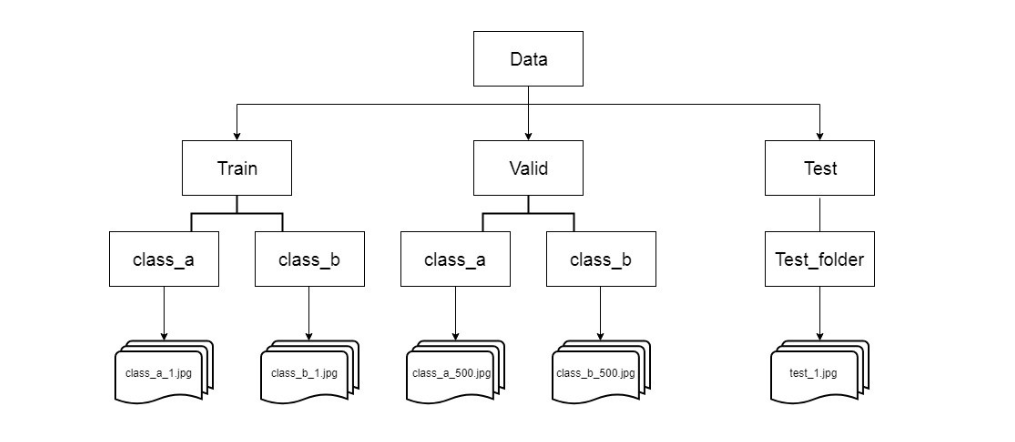 Data
Train
Valid
Test
class_a
class_b
class_a
class_b
Test_folder
class_a_1.jpg
class_b_1.jpg
class_a_500.jpg
class_b_500.jpg
test_1.jpg